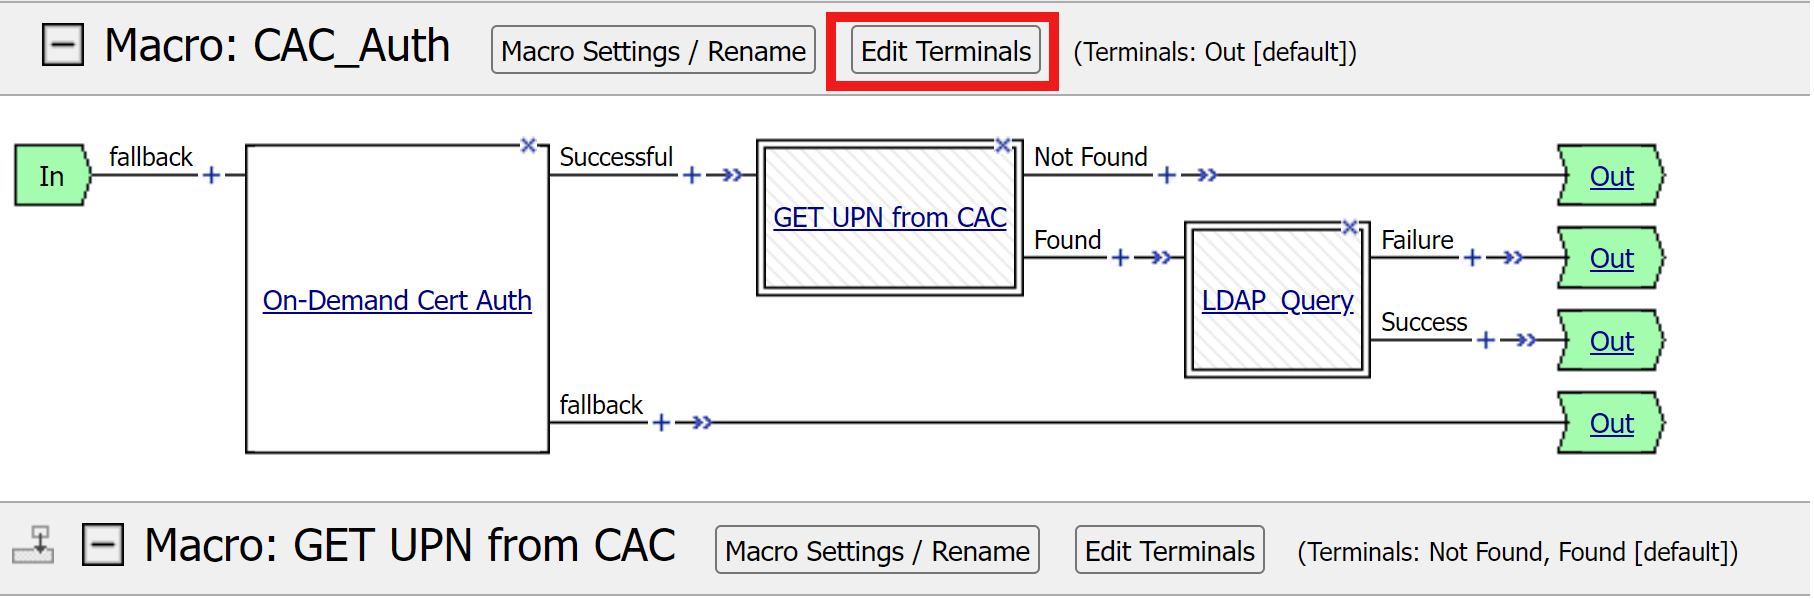 Macro: CAC_Auth Macro Settings / Rename Edit Terminals (Terminals: Out [default])
In fallback Successful Not Found Out
GET UPN from CAC
Found Failure Out
On-Demand Cert Auth LDAP_Query
Success Out
fallback Out
Macro: GET UPN from CAC Macro Settings / Rename Edit Terminals (Terminals: Not Found, Found [default])